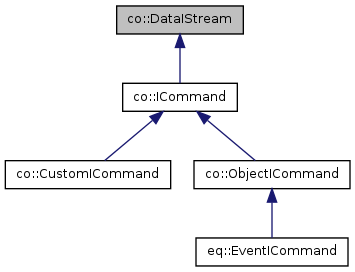 co::DataIStream
co::ICommand
co::CustomICommand
co::ObjectICommand
eq::EventICommand